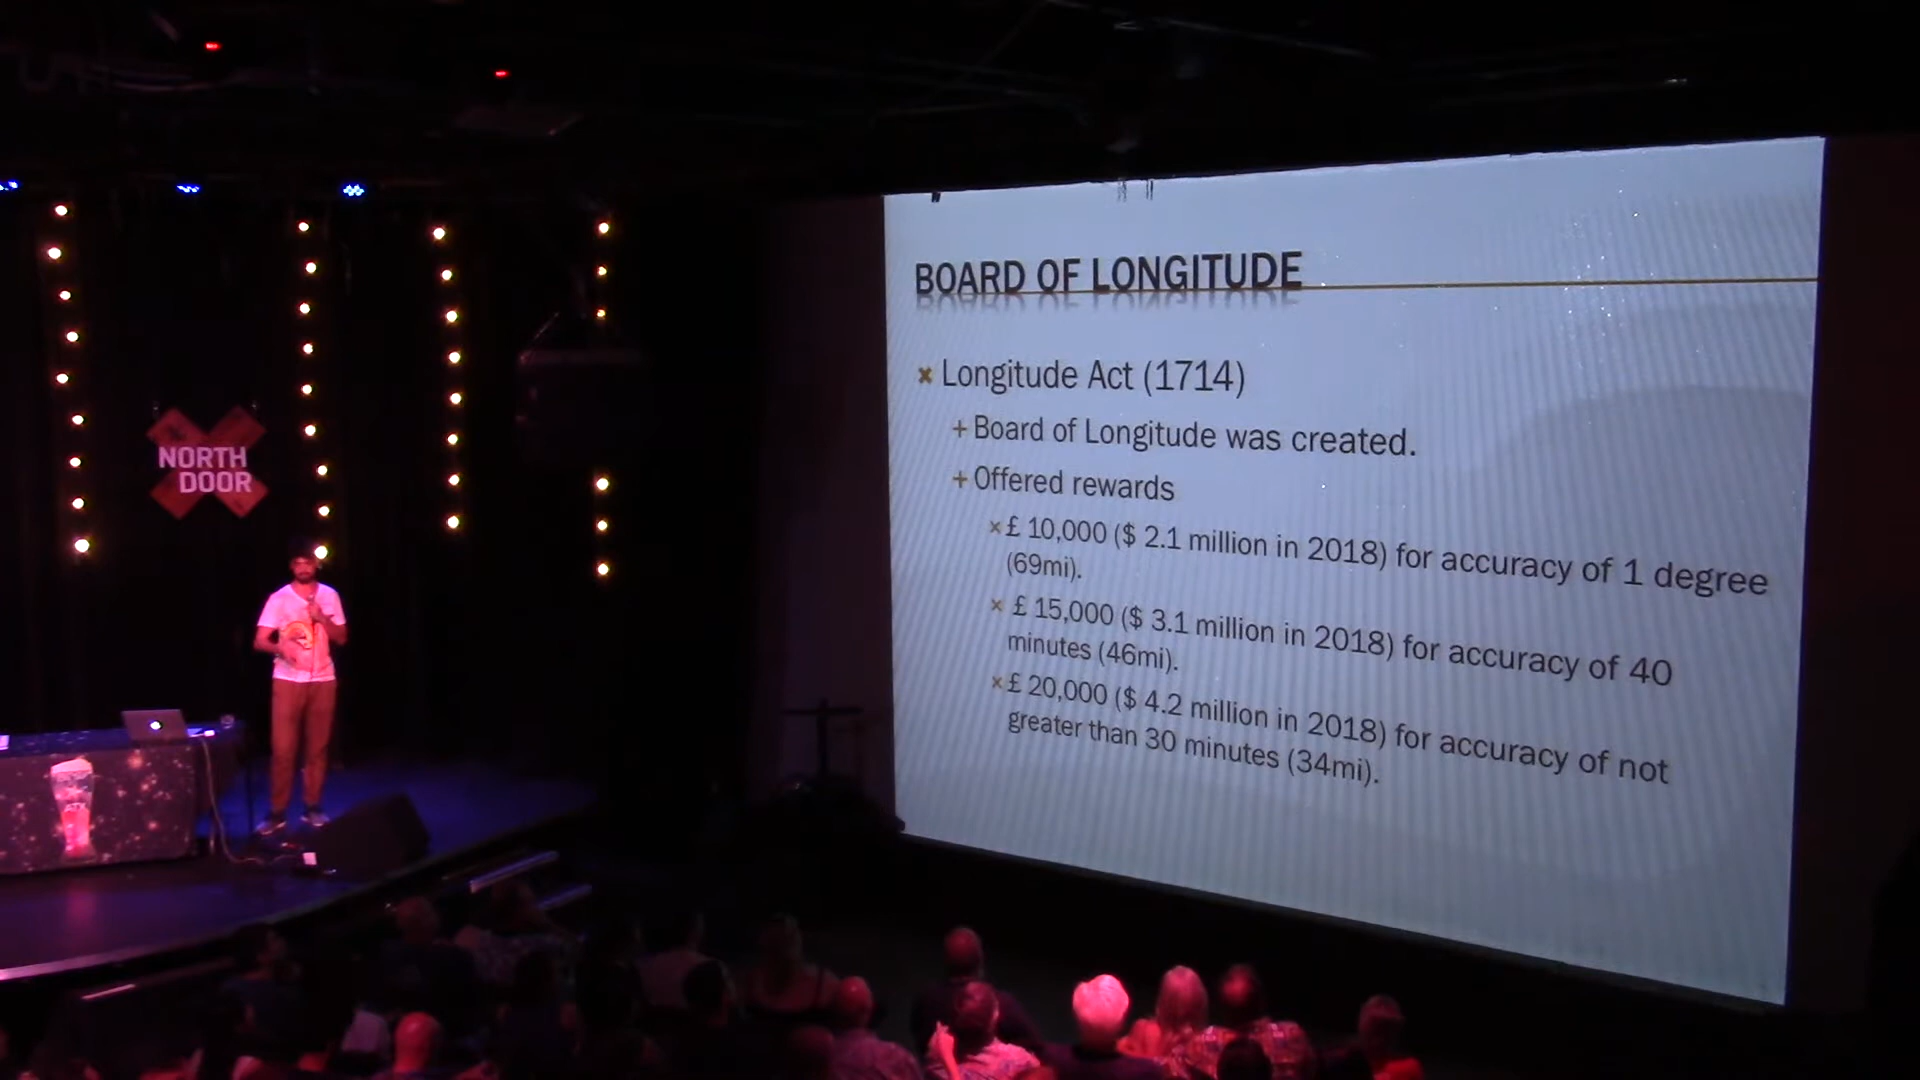 NORTH
DOOR
BOARD OF LONGITUDE
Longitude Act (1714)
Board of Longitude was created.
Offered rewards
£ 10,000 ($ 2.1 million in 2018) for accuracy of 1 degree
(69mi).
£ 15,000 ($ 3.1 million in 2018) for accuracy of 40
minutes (46mi).
£ 20,000 ($ 4.2 million in 2018) for accuracy of not
greater than 30 minutes (34mi).